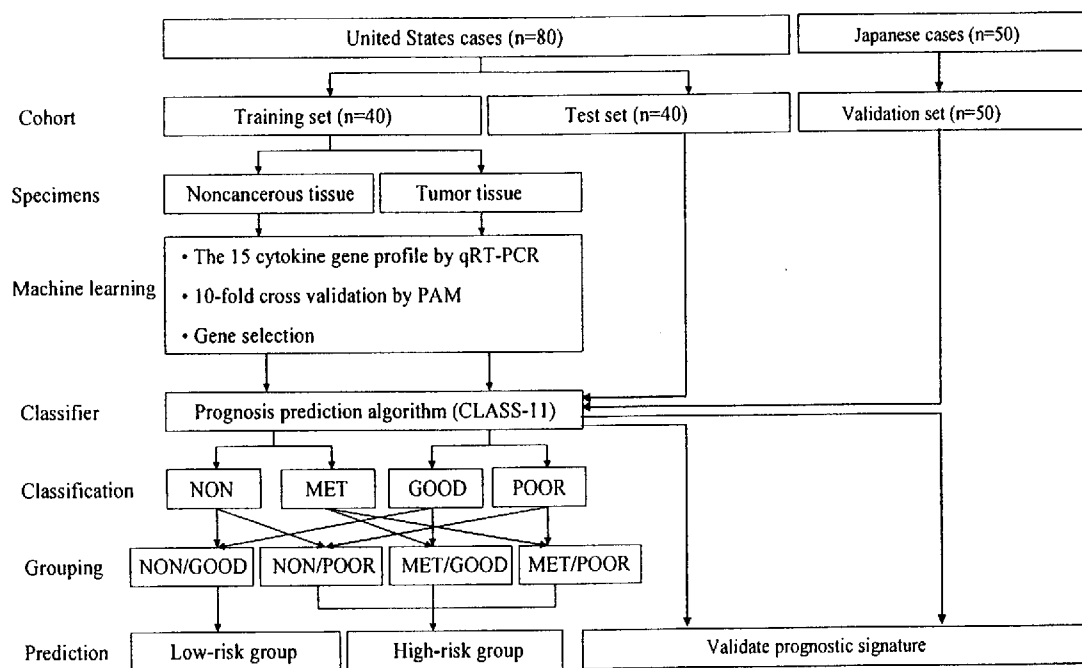 United States cases (n=80)
Japanese cases (n=50)
Cohort
Training set (n=40)
Test set (n=40)
Validation set (n=50)
Specimens
Noncancerous tissue
Tumor tissue
Machine learning
• The 15 cytokine gene profile by qRT-PCR
• 10-fold cross validation by PAM
• Gene selection
Classifier
Prognosis prediction algorithm (CLASS-11)
Classification
NON
MET
GOOD
POOR
Grouping
NON/GOOD
NON/POOR
MET/GOOD
MET/POOR
Prediction
Low-risk group
High-risk group
Validate prognostic signature